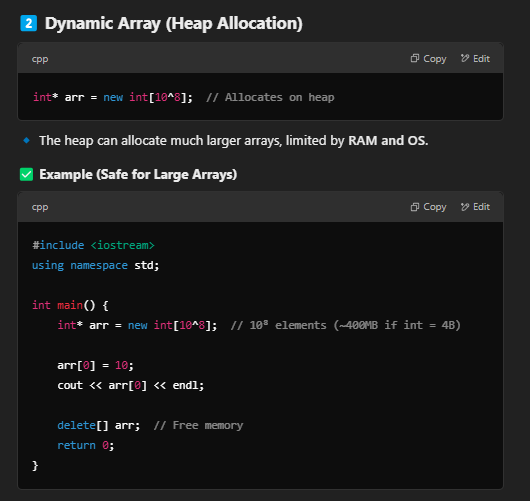 2 Dynamic Array (Heap Allocation)
cpp Copy Edit
int* arr = new int[10^8]; // Allocates on heap
The heap can allocate much larger arrays, limited by RAM and OS.
Example (Safe for Large Arrays)
cpp Copy Edit
#include <iostream>
using namespace std;
int main() {
int* arr = new int[10^8]; // 10⁸ elements (~400MB if int = 4B)
arr[0] = 10;
cout << arr[0] << endl;
delete[] arr; // Free memory
return 0;
}